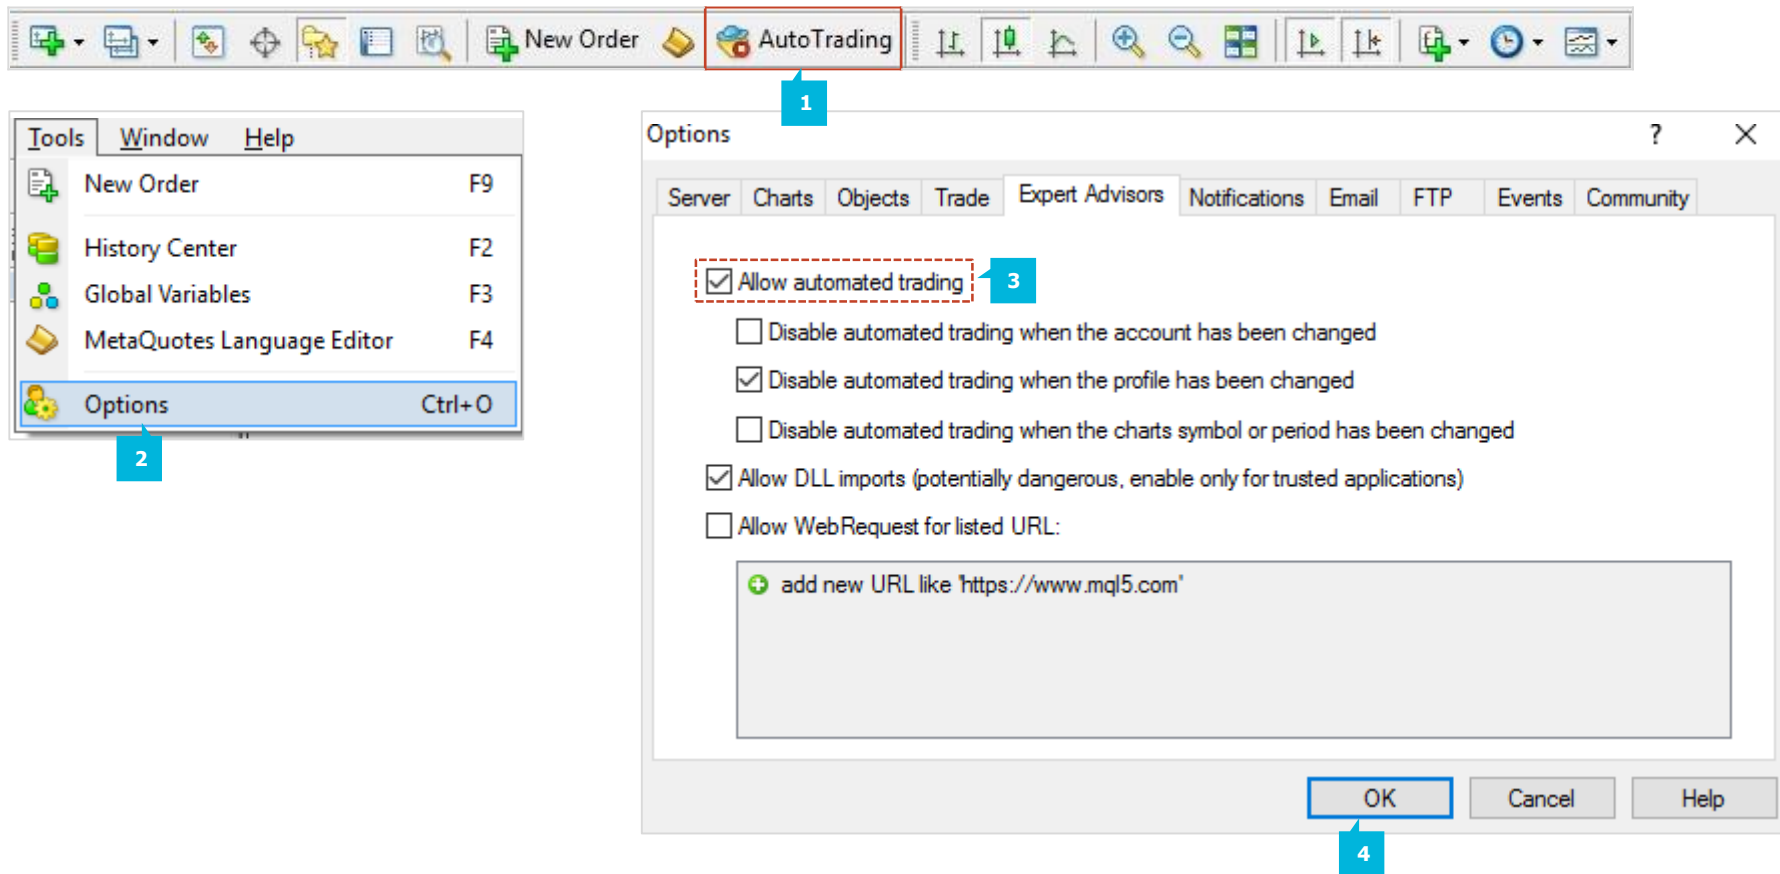 New Order AutoTrading
1
Tools Window Help
New Order F9
History Center F2
Global Variables F3
MetaQuotes Language Editor F4
Options Ctrl+O
2
Options ?
Server Charts Objects Trade Expert Advisors Notifications Email FTP Events Community
Allow automated trading
3
Disable automated trading when the account has been changed
Disable automated trading when the profile has been changed
Disable automated trading when the charts symbol or period has been changed
Allow DLL imports (potentially dangerous, enable only for trusted applications)
Allow WebRequest for listed URL:
add new URL like 'https://www.mql5.com'
OK Cancel Help
4